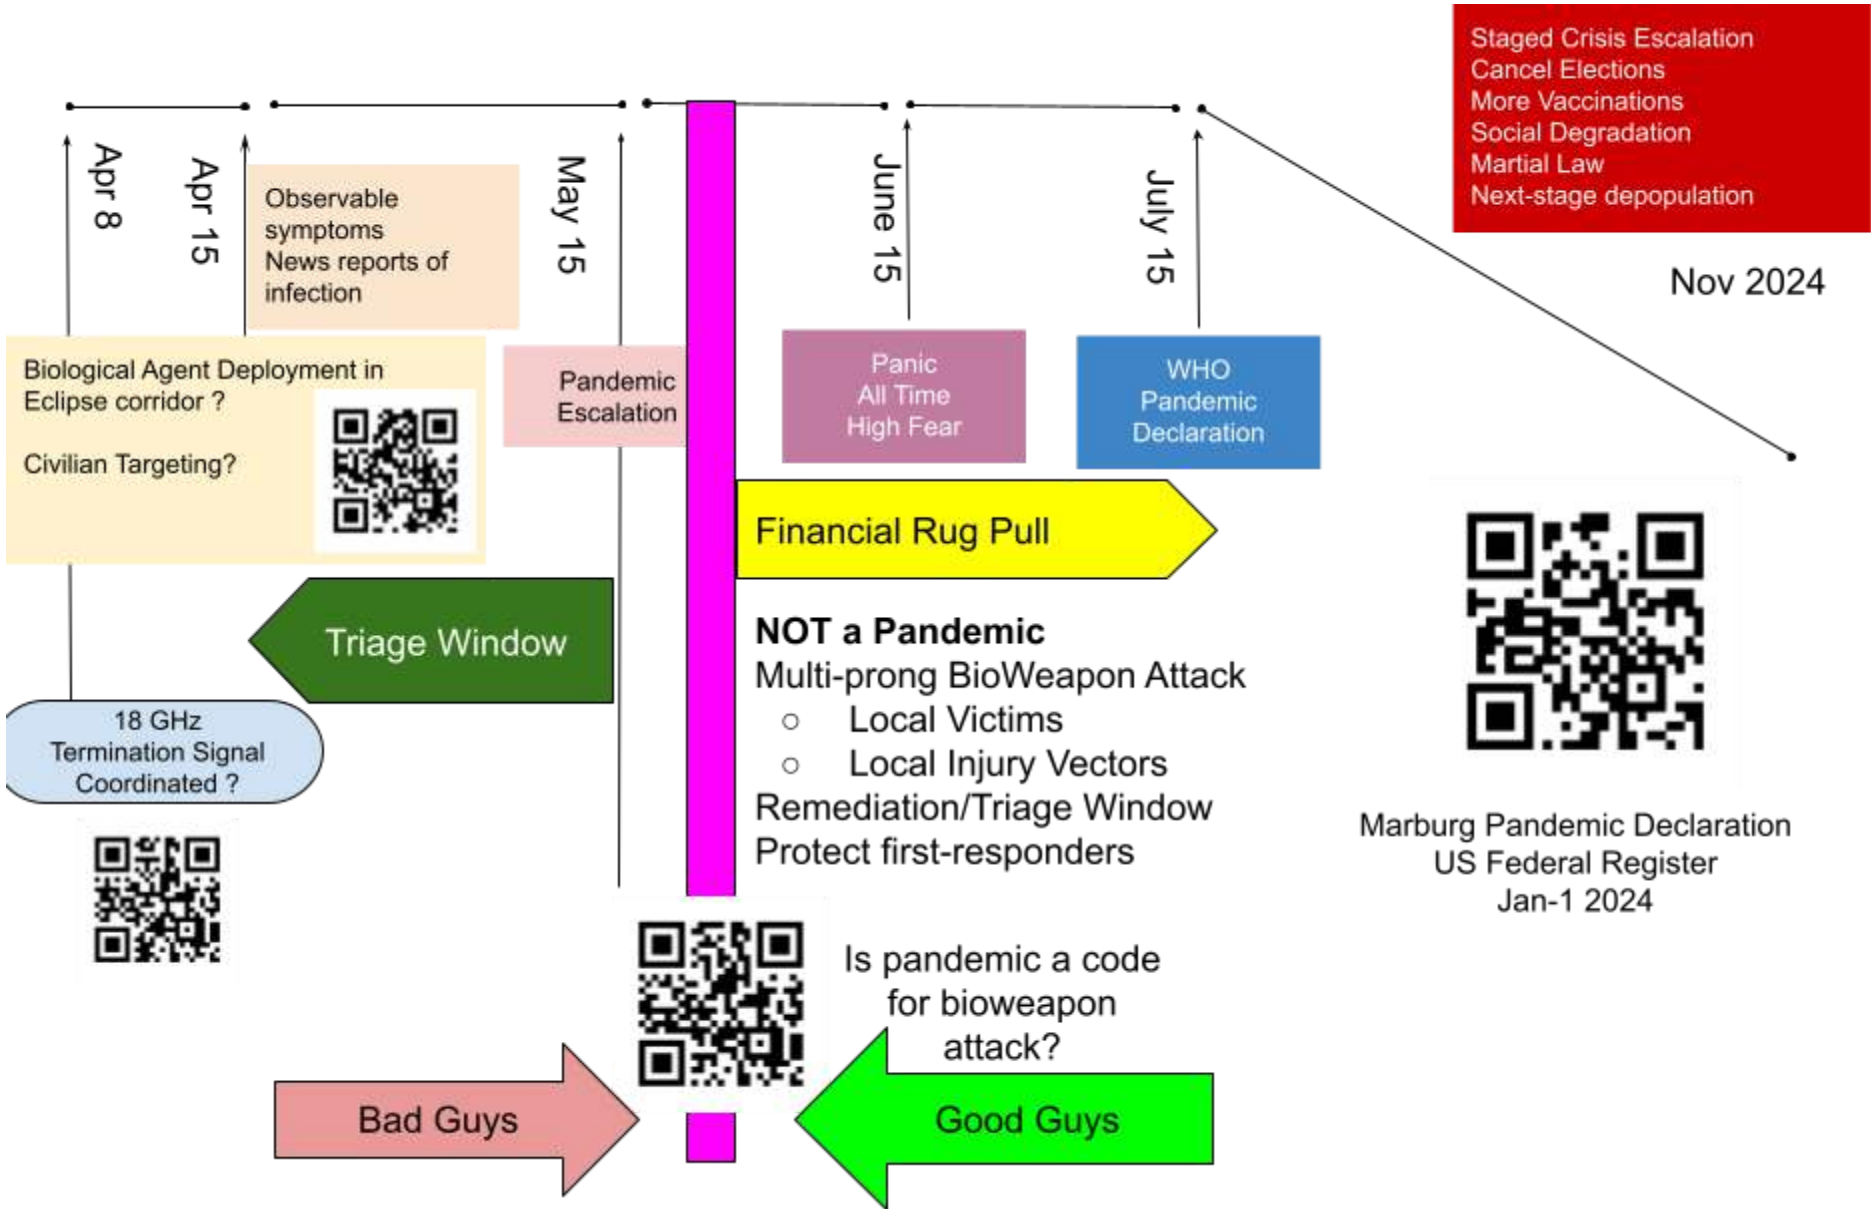 Staged Crisis Escalation
Cancel Elections
More Vaccinations
Social Degradation
Martial Law
Next-stage depopulation
Nov 2024
Apr 8
Apr 15
May 15
June 15
July 15
Observable
symptoms
News reports of
infection
Biological Agent Deployment in
Eclipse corridor ?
Civilian Targeting?
Pandemic
Escalation
Panic
All Time
High Fear
WHO
Pandemic
Declaration
Financial Rug Pull
Triage Window
NOT a Pandemic
Multi-prong BioWeapon Attack
○ Local Victims
○ Local Injury Vectors
Remediation/Triage Window
Protect first-responders
18 GHz
Termination Signal
Coordinated ?
Marburg Pandemic Declaration
US Federal Register
Jan-1 2024
Is pandemic a code
for bioweapon
attack?
Bad Guys
Good Guys